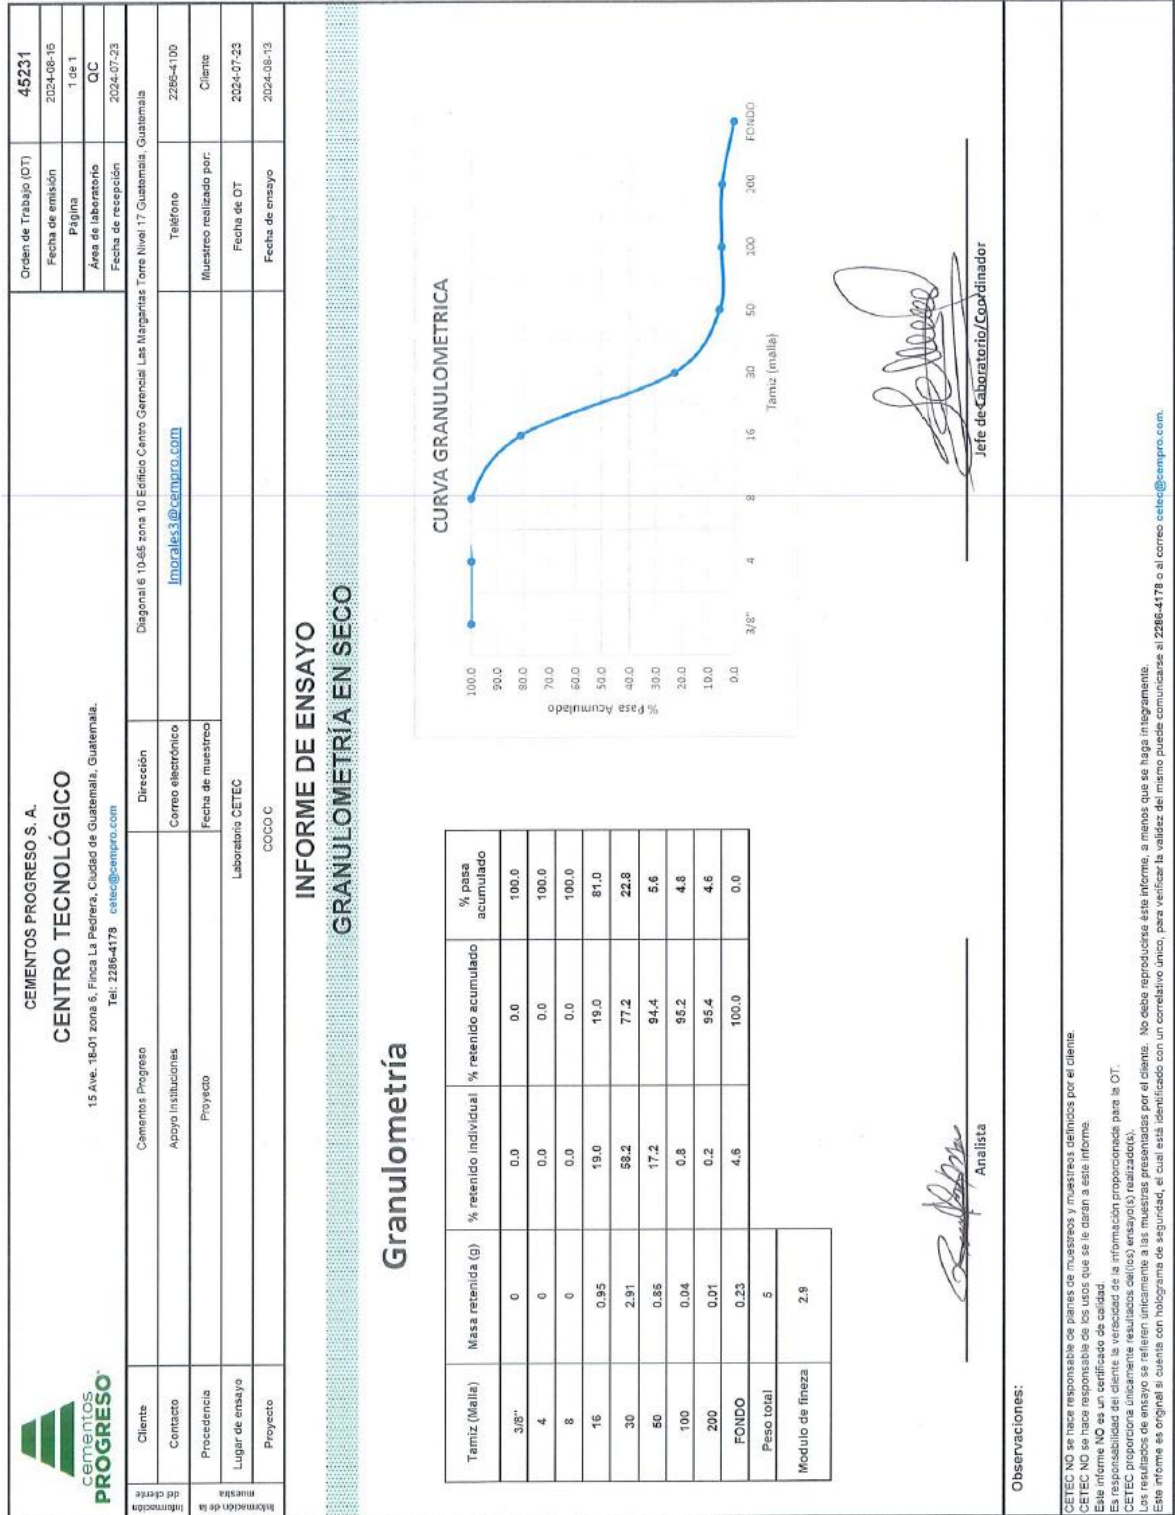 cementos
PROGRESO
CEMENTOS PROGRESO S. A.
CENTRO TECNOLÓGICO
15 Ave. 18-01 zona 6, Finca La Pedrera, Ciudad de Guatemala, Guatemala.
Tel: 2286-4178 cetec@cempro.com
Orden de Trabajo (OT) 45231
Fecha de emisión 2024-08-16
Página 1 de 1
Área de laboratorio QC
Fecha de recepción 2024-07-23
Información del cliente
Cliente Cementos Progreso Dirección Diagonal 6 10-65 zona 10 Edificio Centro Gerencial Las Margaritas Torre Nivel 17 Guatemala, Guatemala
Contacto Apoyo Instituciones Correo electrónico lmorales3@cempro.com Teléfono 2286-4100
Información de la muestra
Procedencia Proyecto Fecha de muestreo Muestreo realizado por: Cliente
Lugar de ensayo Laboratorio CETEC Fecha de OT 2024-07-23
Proyecto COCO C Fecha de ensayo 2024-08-13
INFORME DE ENSAYO
GRANULOMETRÍA EN SECO
Granulometría
Tamiz (Malla) Masa retenida (g) % retenido individual % retenido acumulado % pasa acumulado
3/8" 0 0.0 0.0 100.0
4 0 0.0 0.0 100.0
8 0 0.0 0.0 100.0
16 0.95 19.0 19.0 81.0
30 2.91 58.2 77.2 22.8
50 0.86 17.2 94.4 5.6
100 0.04 0.8 95.2 4.8
200 0.01 0.2 95.4 4.6
FONDO 0.23 4.6 100.0 0.0
Peso total 5
Modulo de fineza 2.9
CURVA GRANULOMETRICA
% Pasa Acumulado
100.0
90.0
80.0
70.0
60.0
50.0
40.0
30.0
20.0
10.0
0.0
3/8" 4 8 16 30 50 100 200 FONDO
Tamiz (malla)
Analista
Jefe de Laboratorio/Coordinador
Observaciones:
CETEC NO se hace responsable de planes de muestreos y muestreos definidos por el cliente.
CETEC NO se hace responsable de los usos que se le darán a este informe.
Este informe NO es un certificado de calidad.
Es responsabilidad del cliente la veracidad de la información proporcionada para la OT.
CETEC proporciona únicamente resultados del(los) ensayo(s) realizado(s).
Los resultados de ensayo se refieren únicamente a las muestras presentadas por el cliente. No debe reproducirse éste informe, a menos que se haga íntegramente.
Este informe es original si cuenta con holograma de seguridad, el cual está identificado con un correlativo único, para verificar la validez del mismo puede comunicarse al 2286-4178 o al correo cetec@cempro.com.